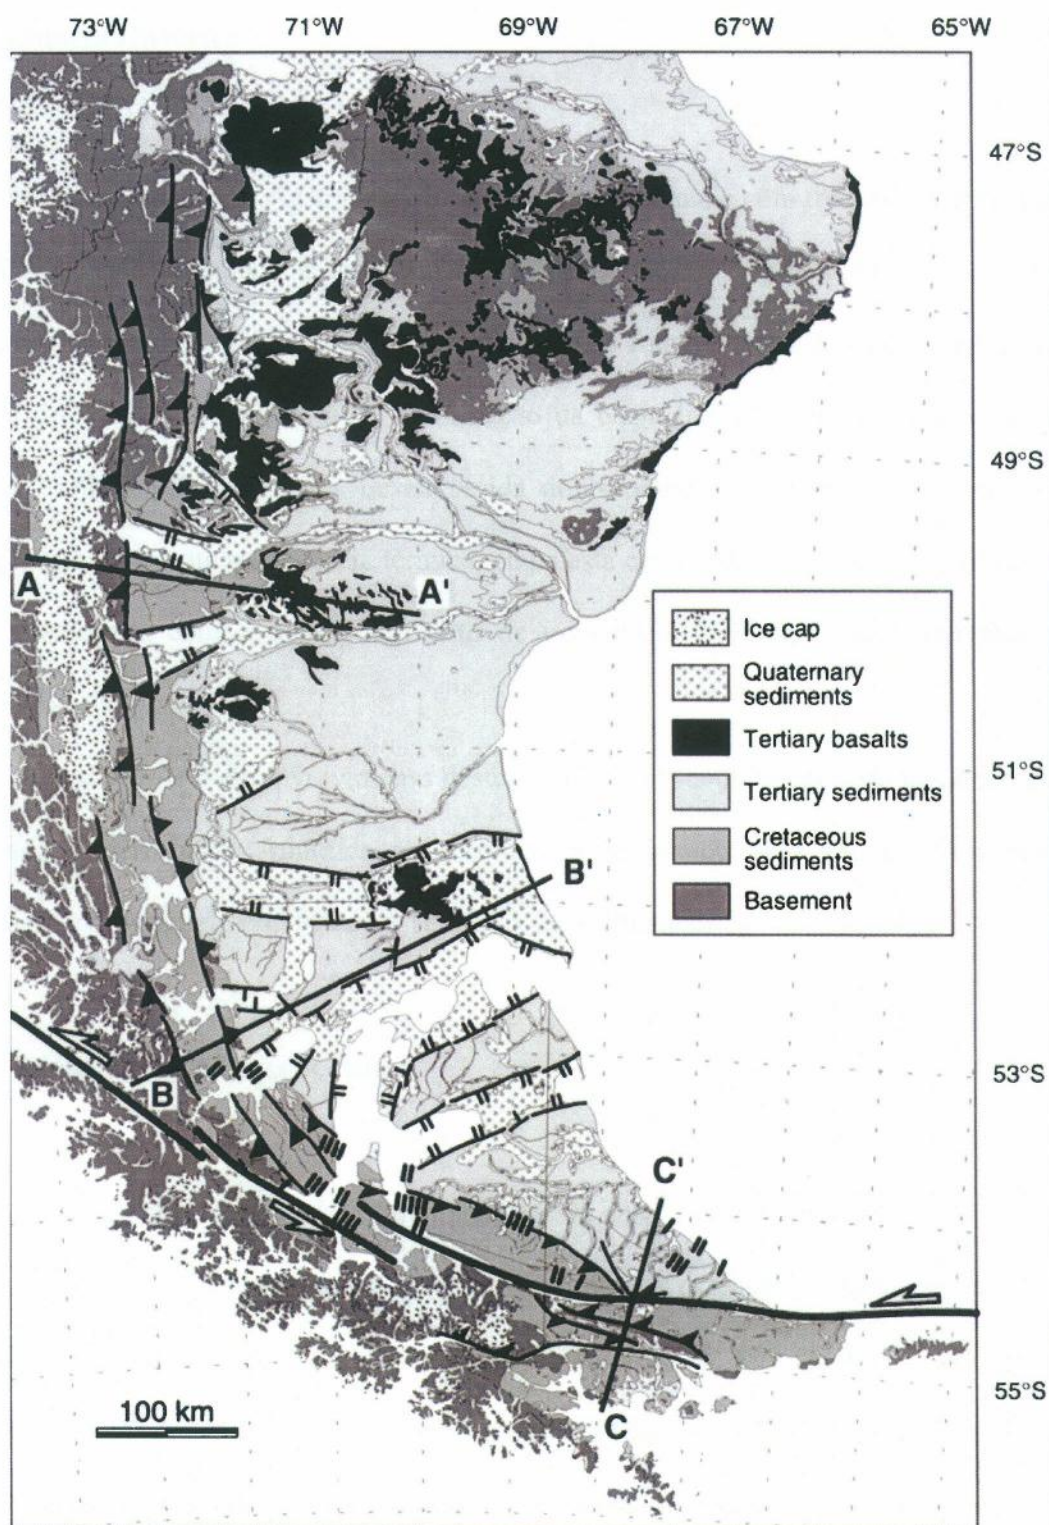 73°W 71°W 69°W 67°W 65°W
47°S
49°S
A A'
Ice cap
Quaternary
sediments
Tertiary basalts
51°S
Tertiary sediments
Cretaceous
sediments
B'
Basement
53°S
B
C'
55°S
100 km
C